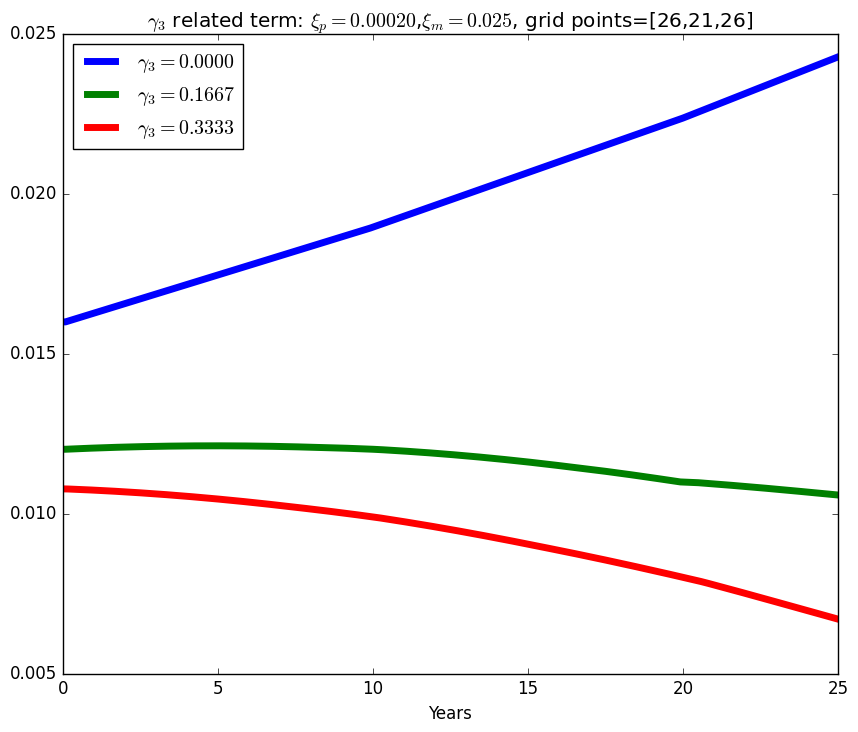 γ₃ related term: ξₚ = 0.00020,ξₘ = 0.025, grid points=[26,21,26]
0.025
γ₃ = 0.0000
γ₃ = 0.1667
γ₃ = 0.3333
0.020
0.015
0.010
0.005
0 5 10 15 20 25
Years